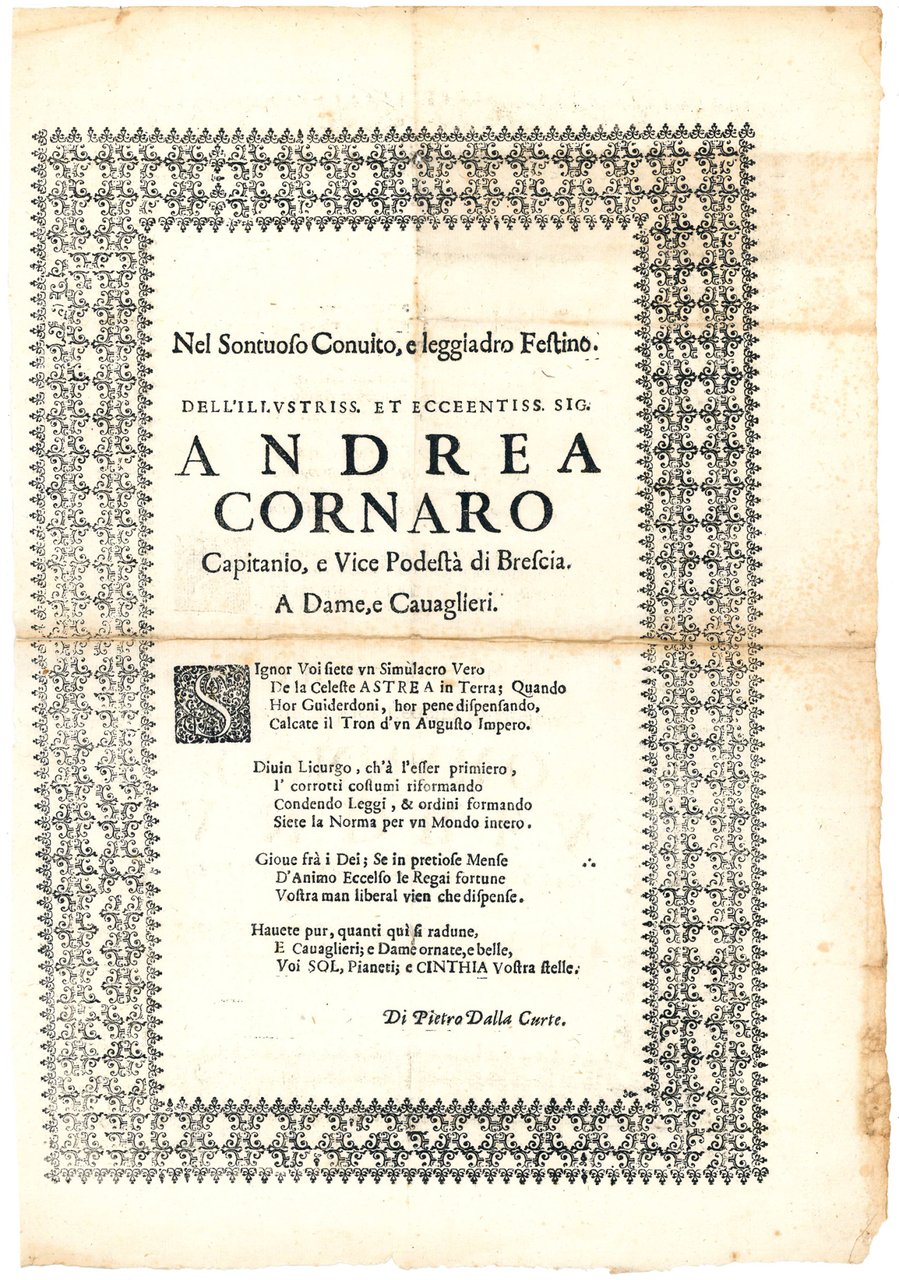 Nel Sontuoso Conuito, e leggiadro Festino.
DELL'ILLVSTRISS. ET ECCEENTISS. SIG.
ANDREA
CORNARO
Capitanio, e Vice Podestà di Brescia.
A Dame, e Cauaglieri.
SIgnor Voi siete vn Simulacro Vero
De la Celeste ASTREA in Terra; Quando
Hor Guiderdoni, hor pene dispensando,
Calcate il Tron d'vn Augusto Impero.
Diuin Licurgo, ch'à l'esser primiero,
I' corrotti costumi riformando
Condendo Leggi, & ordini formando
Siete la Norma per vn Mondo intero.
Gioue frà i Dei; Se in pretiose Mense
D'Animo Eccelso le Regai fortune
Vostra man liberal vien che dispense.
Hauete pur, quanti quì si radune,
E Cauaglieri; e Dame ornate, e belle,
Voi SOL, Pianeti; e CINTHIA Vostra stelle.
Di Pietro Dalla Curte.